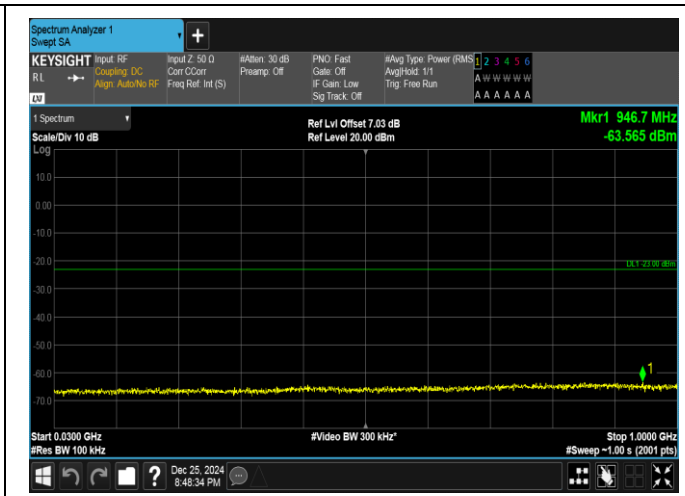 Spectrum Analyzer 1
Swept SA
+
KEYSIGHT Input: RF Input Z: 50 Ω #Atten: 30 dB PNO: Fast #Avg Type: Power (RMS 1 2 3 4 5 6
RL Coupling: DC Corr CCorr Preamp: Off Gate: Off Avg|Hold: 1/1 A W W W W W
Align: Auto/No RF Freq Ref: Int (S) IF Gain: Low Trig: Free Run
LXI Sig Track: Off A A A A A A
1 Spectrum Ref Lvl Offset 7.03 dB Mkr1 946.7 MHz
Scale/Div 10 dB Ref Level 20.00 dBm -63.565 dBm
Log
10.0
0.00
-10.0
-20.0
DL1 -23.00 dBm
-30.0
-40.0
-50.0
1
-60.0
-70.0
Start 0.0300 GHz #Video BW 300 kHz* Stop 1.0000 GHz
#Res BW 100 kHz #Sweep ~1.00 s (2001 pts)
? Dec 25, 2024
8:48:34 PM